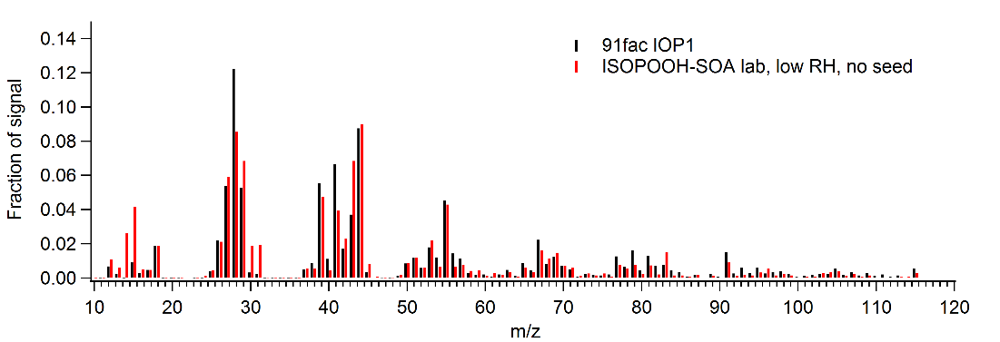 0.14
0.12
0.10
0.08
0.06
0.04
0.02
0.00
Fraction of signal
91fac IOP1
ISOPOOH-SOA lab, low RH, no seed
10 20 30 40 50 60 70 80 90 100 110 120
m/z